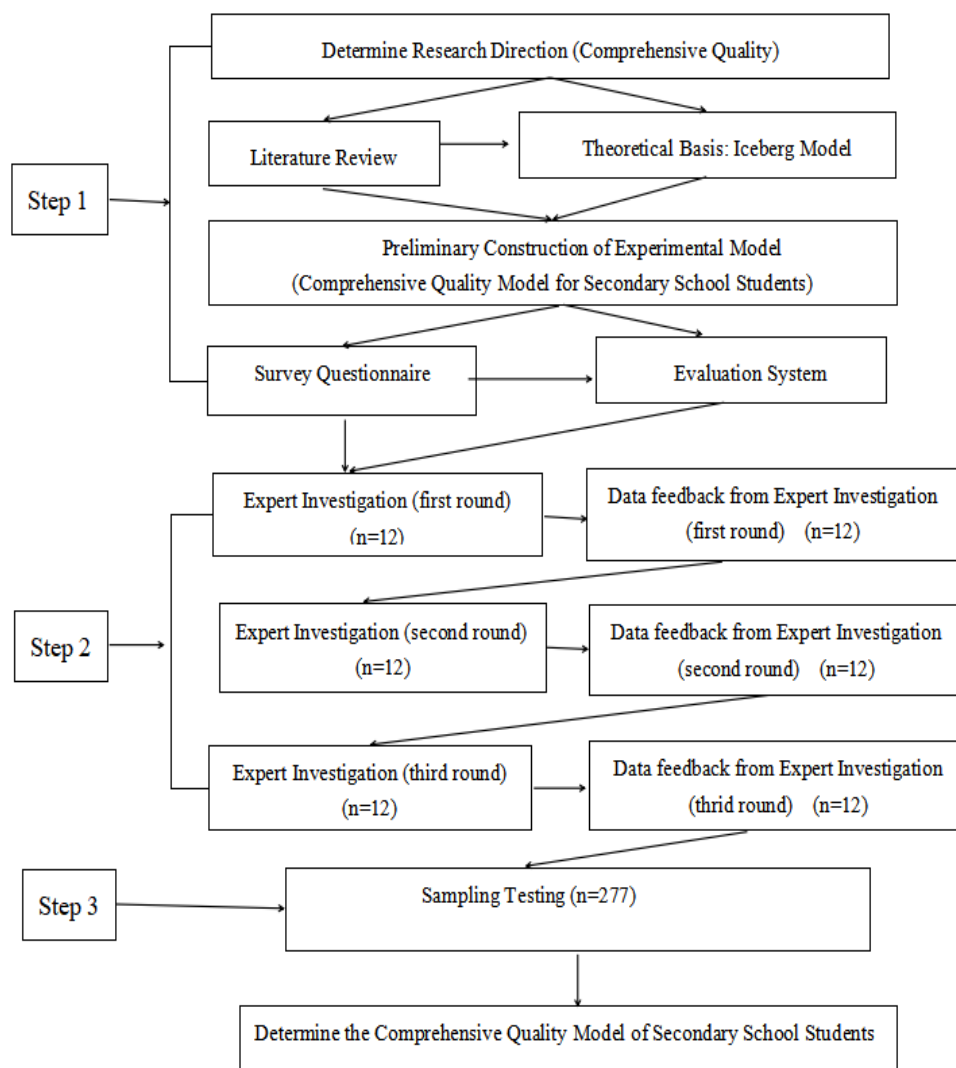 Determine Research Direction (Comprehensive Quality)
Literature Review
Theoretical Basis: Iceberg Model
Step 1
Preliminary Construction of Experimental Model
(Comprehensive Quality Model for Secondary School Students)
Survey Questionnaire
Evaluation System
Expert Investigation (first round)
(n=12)
Data feedback from Expert Investigation
(first round) (n=12)
Step 2
Expert Investigation (second round)
(n=12)
Data feedback from Expert Investigation
(second round) (n=12)
Expert Investigation (third round)
(n=12)
Data feedback from Expert Investigation
(thrid round) (n=12)
Step 3
Sampling Testing (n=277)
Determine the Comprehensive Quality Model of Secondary School Students